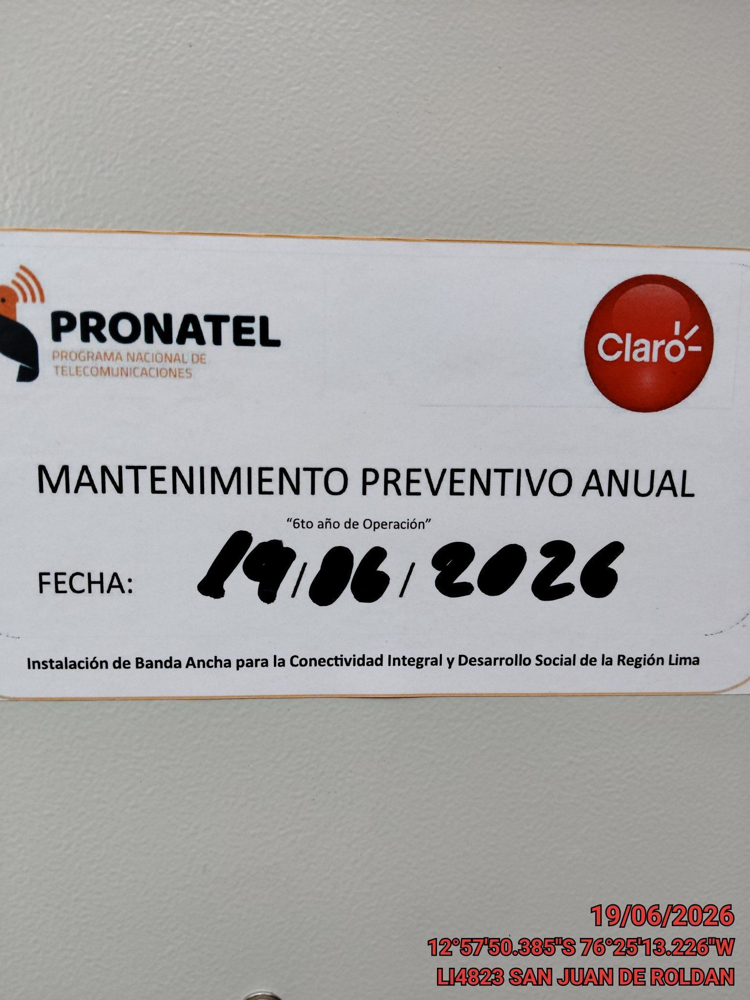 PRONATEL
PROGRAMA NACIONAL DE
TELECOMUNICACIONES
Claro
MANTENIMIENTO PREVENTIVO ANUAL
“6to año de Operación”
FECHA: 19/06/2026
Instalación de Banda Ancha para la Conectividad Integral y Desarrollo Social de la Región Lima
19/06/2026
12°57'50.385"S 76°25'13.226"W
LI4823 SAN JUAN DE ROLDAN